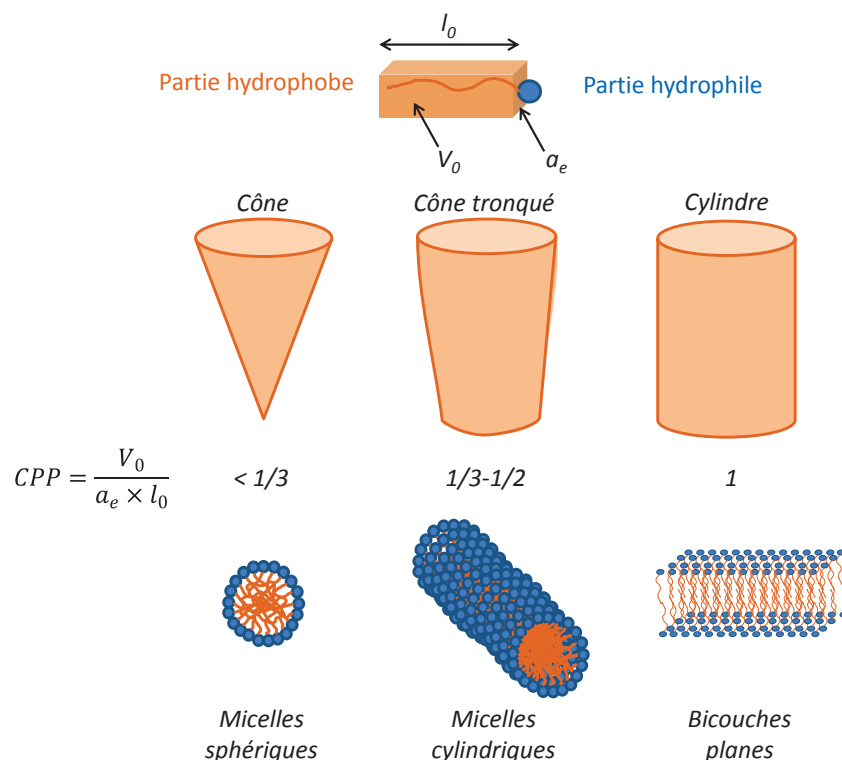 l0
Partie hydrophobe
Partie hydrophile
V0
ae
Cône
Cône tronqué
Cylindre
CPP = V0 / ae × l0
< 1/3
1/3-1/2
1
Micelles
sphériques
Micelles
cylindriques
Bicouches
planes